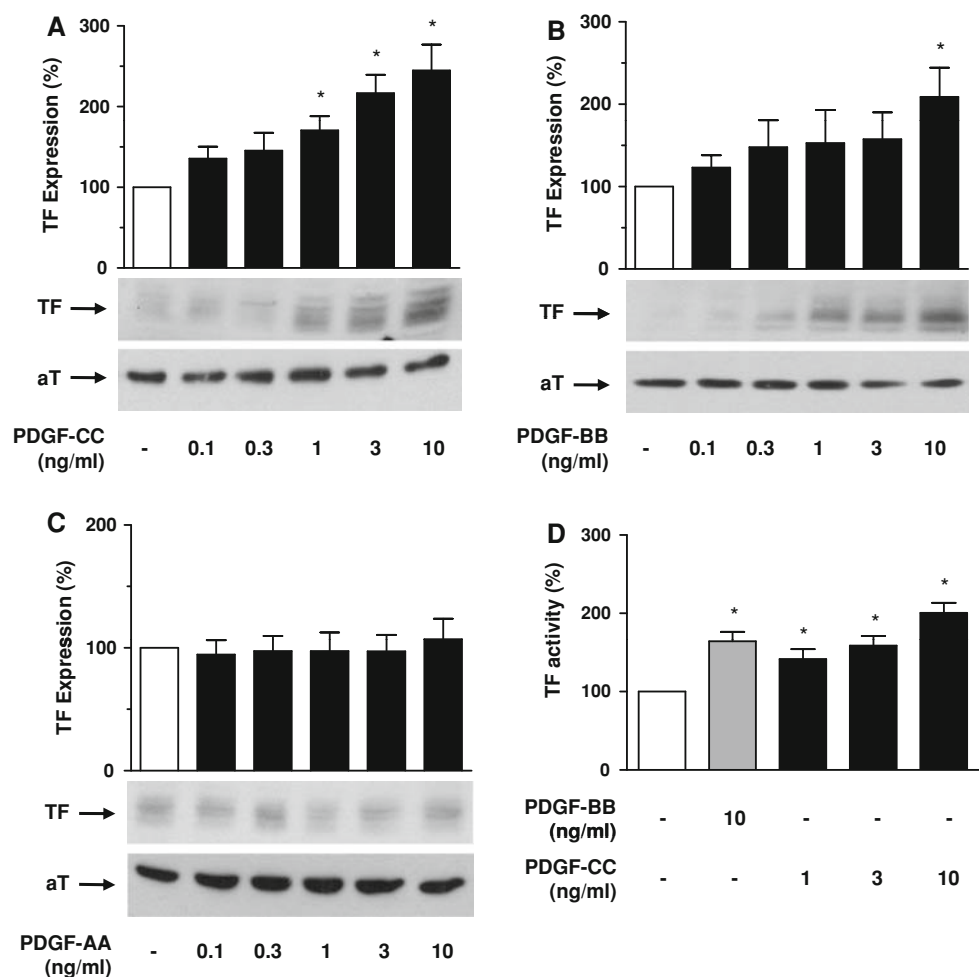 A
TF Expression (%)
300
200
100
0
* * *
TF
aT
PDGF-CC (ng/ml)
- 0.1 0.3 1 3 10
B
TF Expression (%)
300
200
100
0
*
TF
aT
PDGF-BB (ng/ml)
- 0.1 0.3 1 3 10
C
TF Expression (%)
200
100
0
TF
aT
PDGF-AA (ng/ml)
- 0.1 0.3 1 3 10
D
TF activity (%)
300
200
100
0
* * * *
PDGF-BB (ng/ml)
- 10 - - -
PDGF-CC (ng/ml)
- - 1 3 10